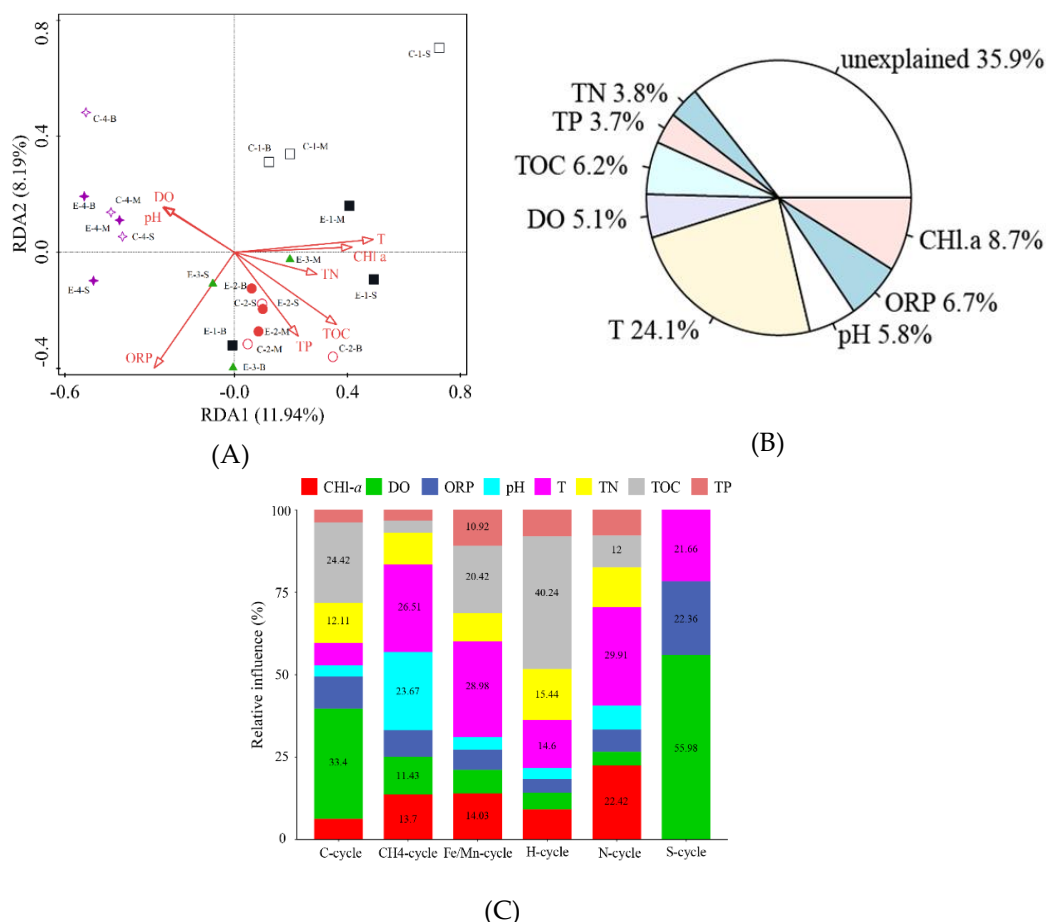 0.8
0.4
0.0
-0.4
-0.6
-0.0
0.4
0.8
RDA2 (8.19%)
RDA1 (11.94%)
C-1-S
C-4-B
C-1-B
C-1-M
E-4-B
C-4-M
E-4-M
C-4-S
E-1-M
DO
pH
T
CHl.a
E-3-M
TN
E-4-S
E-3-S
E-2-B
E-1-S
C-2-S
E-2-S
TOC
E-1-B
E-2-M
TP
C-2-M
C-2-B
ORP
E-3-B
(A)
unexplained 35.9%
TN 3.8%
TP 3.7%
TOC 6.2%
DO 5.1%
CHl.a 8.7%
ORP 6.7%
T 24.1%
pH 5.8%
(B)
CHl-a DO ORP pH T TN TOC TP
Relative influence (%)
100
75
50
25
0
24.42
12.11
33.4
26.51
23.67
11.43
13.7
10.92
20.42
28.98
14.03
40.24
15.44
14.6
12
29.91
22.42
21.66
22.36
55.98
C-cycle CH4-cycle Fe/Mn-cycle H-cycle N-cycle S-cycle
(C)